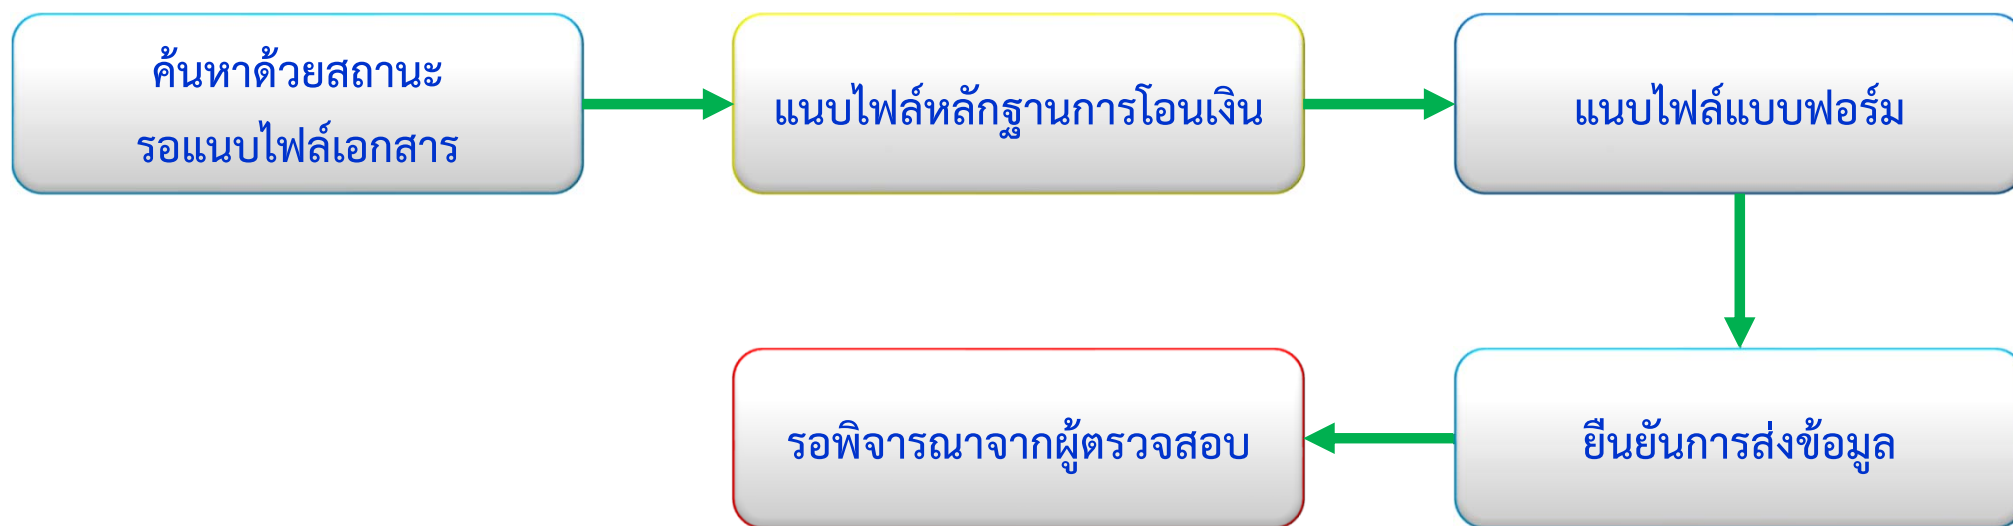 ค้นหาด้วยสถานะ
รอแนบไฟล์เอกสาร
แนบไฟล์หลักฐานการโอนเงิน
แนบไฟล์แบบฟอร์ม
ยืนยันการส่งข้อมูล
รอพิจารณาจากผู้ตรวจสอบ